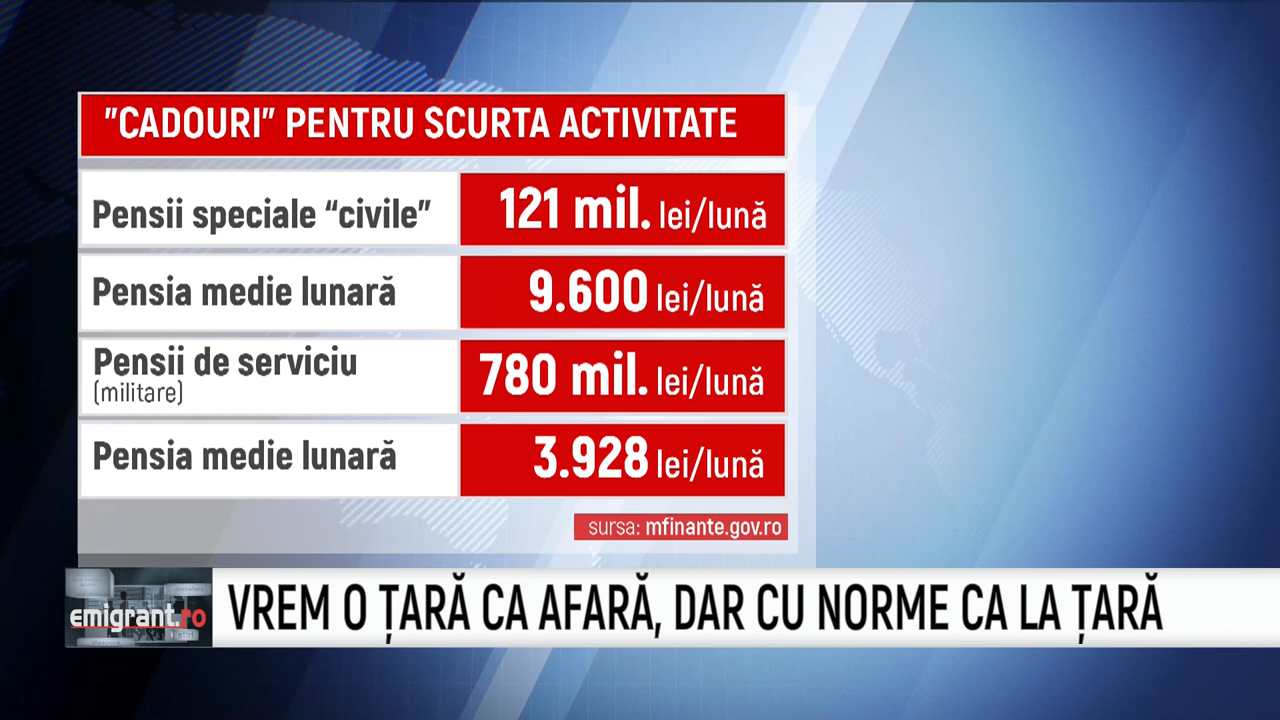 "CADOURI" PENTRU SCURTA ACTIVITATE
Pensii speciale “civile” 121 mil. lei/lună
Pensia medie lunară 9.600 lei/lună
Pensii de serviciu 780 mil. lei/lună
(militare)
Pensia medie lunară 3.928 lei/lună
sursa: mfinante.gov.ro
emigrant.ro
VREM O ȚARĂ CA AFARĂ, DAR CU NORME CA LA ȚARĂ